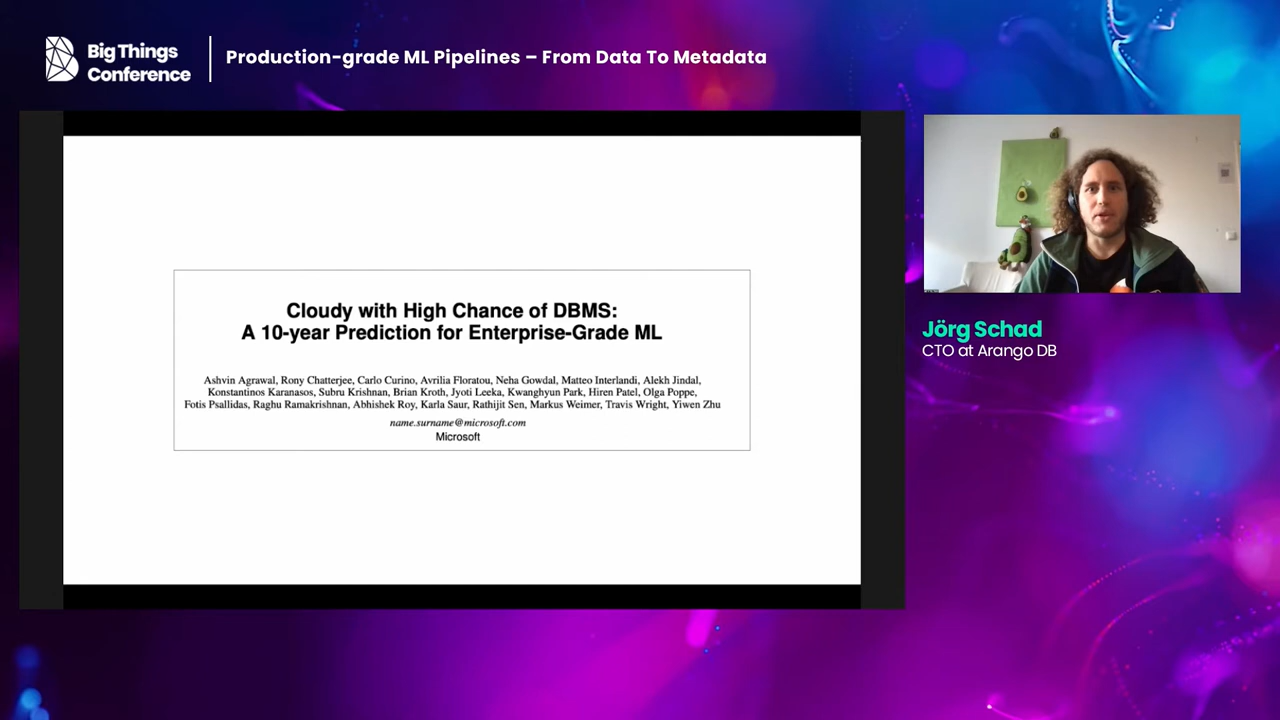 Big Things
Conference
Production-grade ML Pipelines – From Data To Metadata
Cloudy with High Chance of DBMS:
A 10-year Prediction for Enterprise-Grade ML
Ashvin Agrawal, Rony Chatterjee, Carlo Curino, Avrilia Floratou, Neha Gowdal, Matteo Interlandi, Alekh Jindal,
Konstantinos Karanasos, Subru Krishnan, Brian Kroth, Jyoti Leeka, Kwanghyun Park, Hiren Patel, Olga Poppe,
Fotis Psallidas, Raghu Ramakrishnan, Abhishek Roy, Karla Saur, Rathijit Sen, Markus Weimer, Travis Wright, Yiwen Zhu
name.surname@microsoft.com
Microsoft
Jörg Schad
CTO at Arango DB